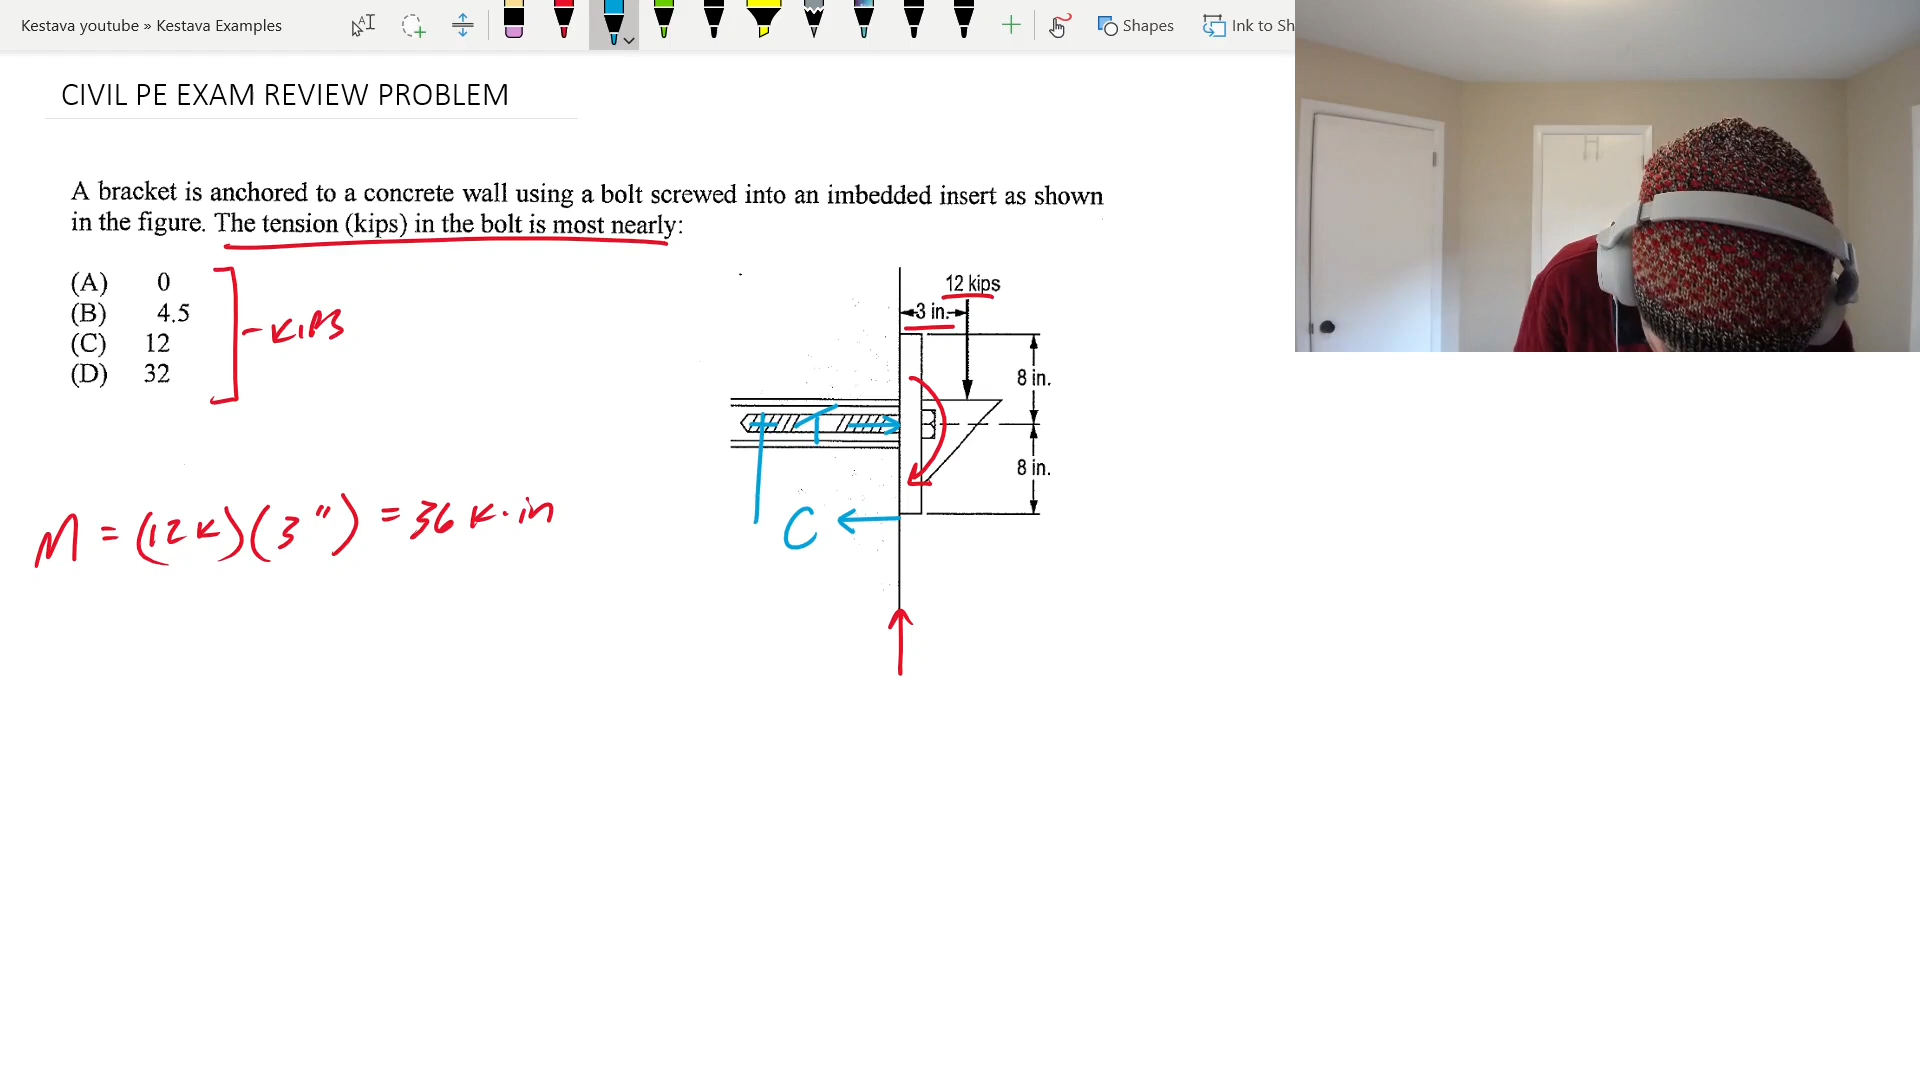 Kestava youtube » Kestava Examples
Shapes
Ink to Sh
CIVIL PE EXAM REVIEW PROBLEM
A bracket is anchored to a concrete wall using a bolt screwed into an imbedded insert as shown
in the figure. The tension (kips) in the bolt is most nearly:
(A) 0
(B) 4.5
(C) 12
(D) 32
- KIPS
12 kips
3 in.
8 in.
T
8 in.
C
M = (12 K)(3") = 36 K·in